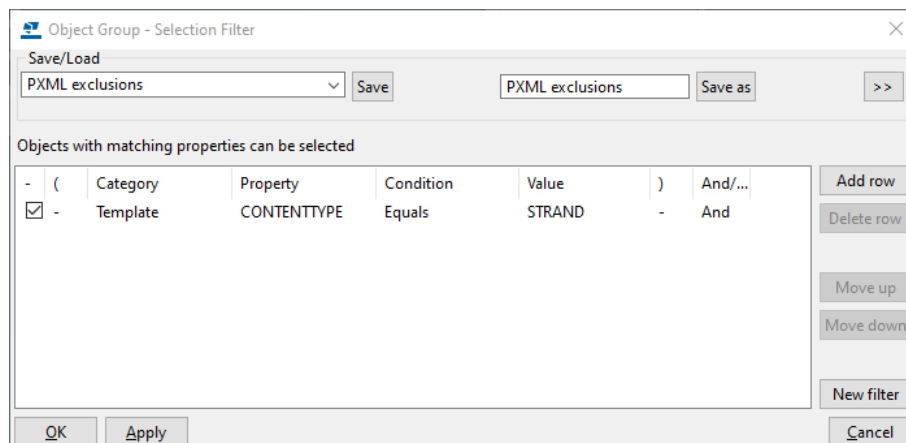 Object Group - Selection Filter
Save/Load
PXML exclusions Save PXML exclusions Save as >>
Objects with matching properties can be selected
- ( Category Property Condition Value ) And/...
- Template CONTENTTYPE Equals STRAND - And
Add row
Delete row
Move up
Move down
New filter
OK Apply Cancel